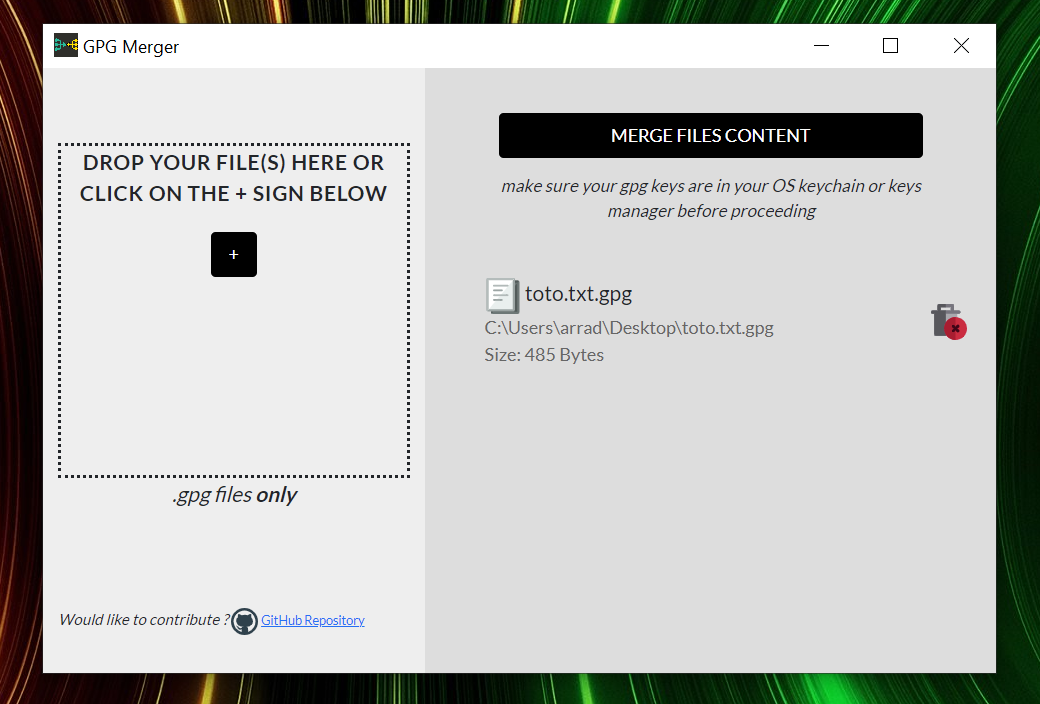 GPG Merger
DROP YOUR FILE(S) HERE OR
CLICK ON THE + SIGN BELOW
+
.gpg files only
Would like to contribute ? GitHub Repository
MERGE FILES CONTENT
make sure your gpg keys are in your OS keychain or keys
manager before proceeding
toto.txt.gpg
C:\Users\arrad\Desktop\toto.txt.gpg
Size: 485 Bytes